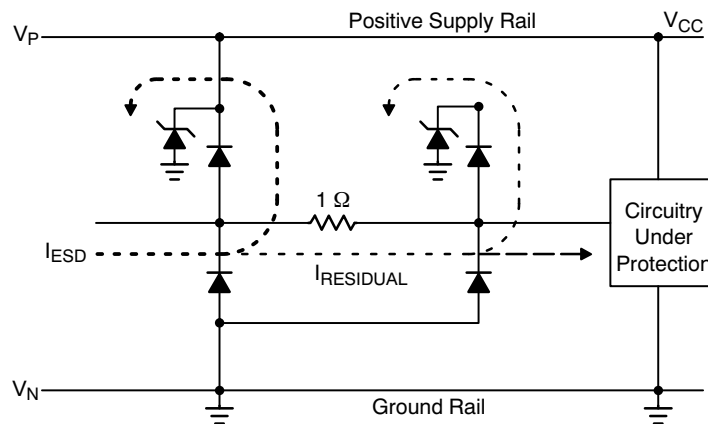 Positive Supply Rail
V_P
V_CC
1 Ω
I_ESD
I_RESIDUAL
Circuitry
Under
Protection
V_N
Ground Rail